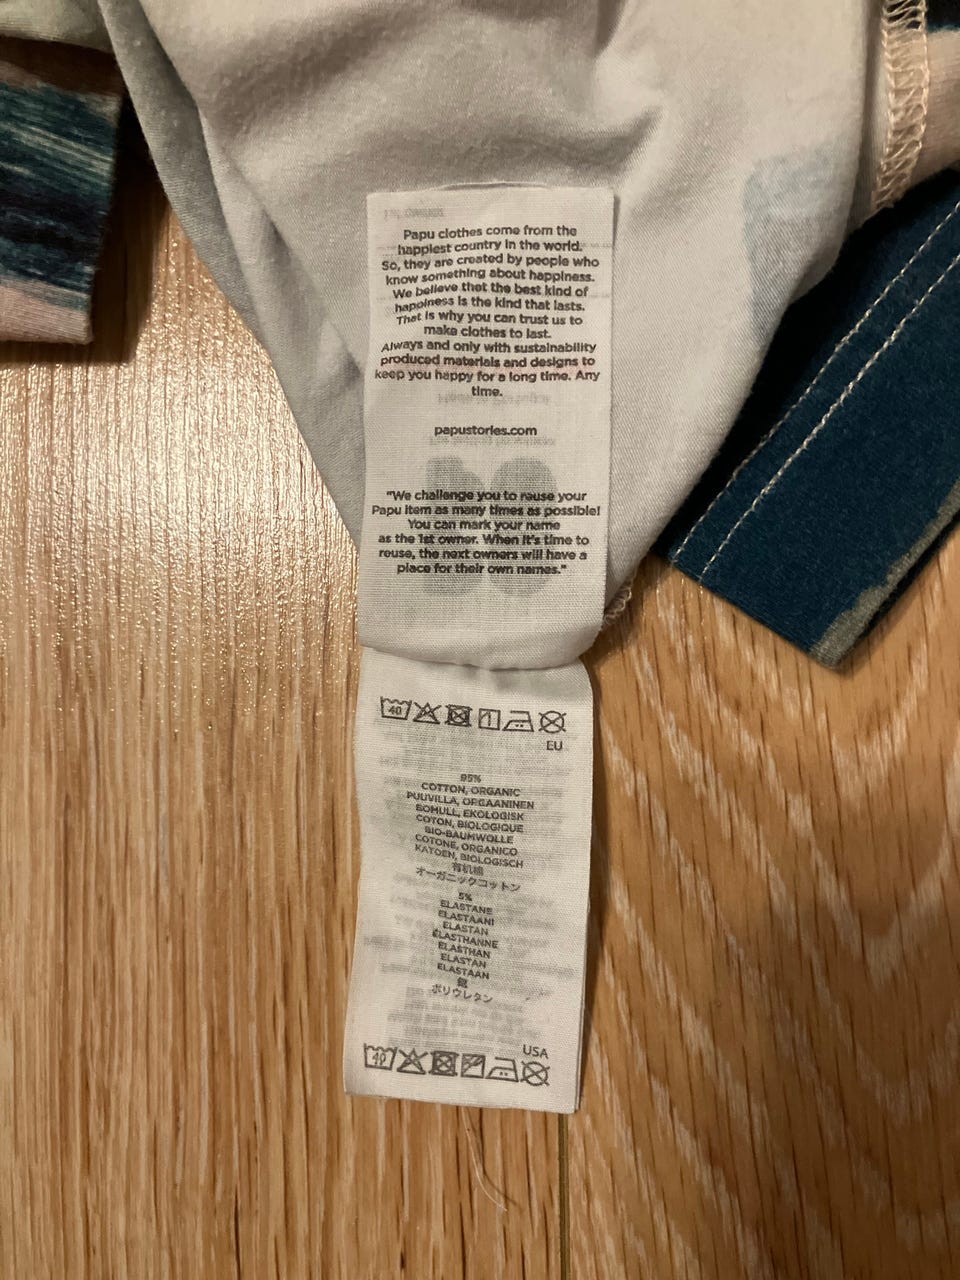 Papu clothes come from the
happiest country in the world.
So, they are created by people who
know something about happiness.
We believe that the best kind of
happiness is the kind that lasts.
That is why you can trust us to
make clothes to last.
Always and only with sustainability
produced materials and designs to
keep you happy for a long time. Any
time.
papustories.com
"We challenge you to reuse your
Papu item as many times as possible!
You can mark your name
as the 1st owner. When it's time to
reuse, the next owners will have a
place for their own names."
40
EU
95%
COTTON, ORGANIC
PUUVILLA, ORGAANINEN
BOMULL, EKOLOGISK
COTON, BIOLOGIQUE
BIO-BAUMWOLLE
COTONE, ORGANICO
KATOEN, BIOLOGISCH
有机棉
オーガニックコットン
5%
ELASTANE
ELASTAANI
ELASTAN
ELASTHANNE
ELASTHAN
ELASTAN
ELASTAAN
ポリウレタン
USA
40